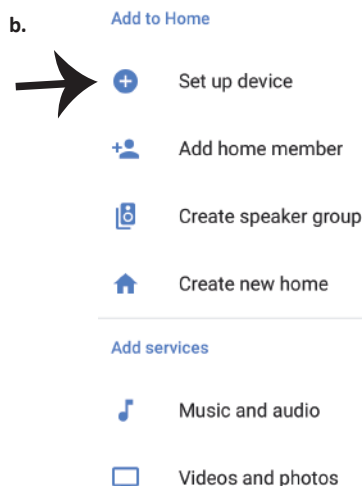 b.
Add to Home
Set up device
Add home member
Create speaker group
Create new home
Add services
Music and audio
Videos and photos